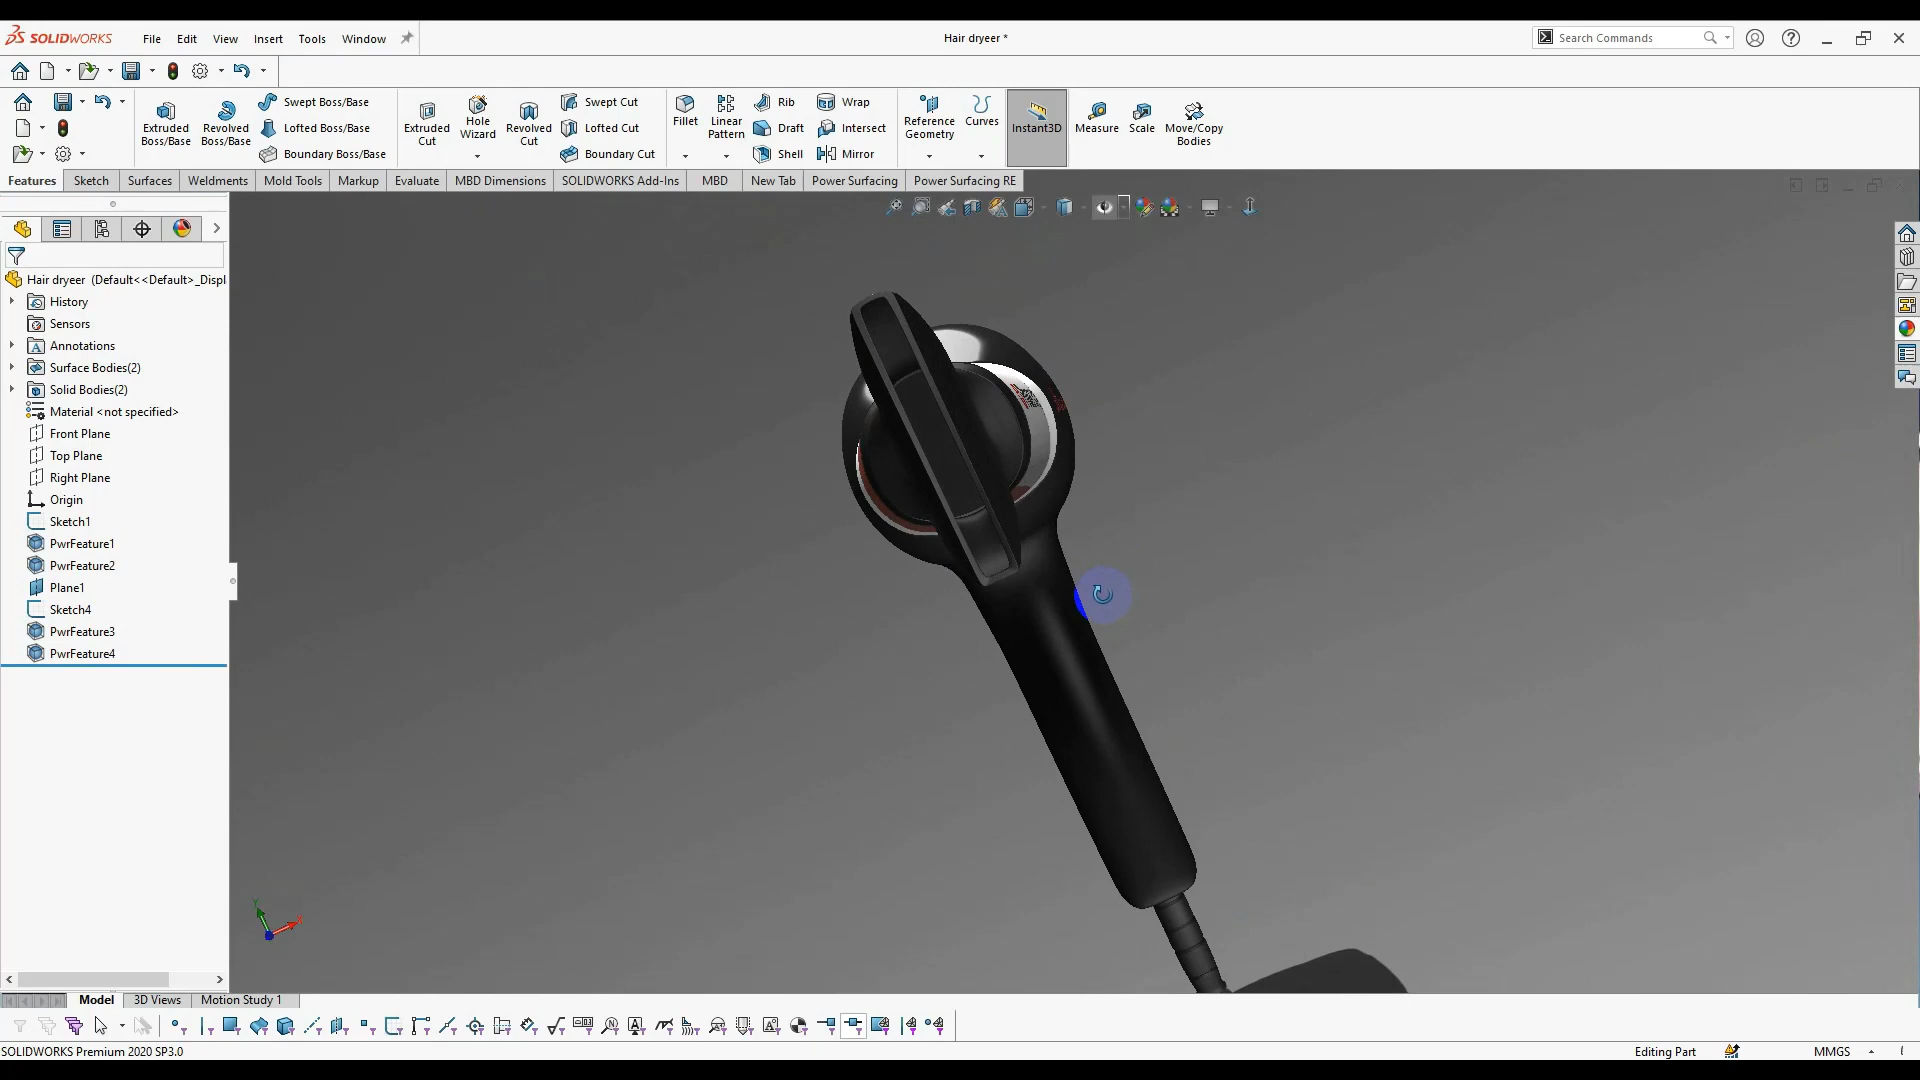 SOLIDWORKS File Edit View Insert Tools Window Hair dryeer * Search Commands
Extruded Boss/Base
Revolved Boss/Base
Swept Boss/Base
Lofted Boss/Base
Boundary Boss/Base
Extruded Cut
Hole Wizard
Revolved Cut
Swept Cut
Lofted Cut
Boundary Cut
Fillet
Linear Pattern
Rib
Draft
Shell
Wrap
Intersect
Mirror
Reference Geometry
Curves
Instant3D
Measure
Scale
Move/Copy Bodies
Features Sketch Surfaces Weldments Mold Tools Markup Evaluate MBD Dimensions SOLIDWORKS Add-Ins MBD New Tab Power Surfacing Power Surfacing RE
Hair dryeer (Default<<Default>_Displ
History
Sensors
Annotations
Surface Bodies(2)
Solid Bodies(2)
Material <not specified>
Front Plane
Top Plane
Right Plane
Origin
Sketch1
PwrFeature1
PwrFeature2
Plane1
Sketch4
PwrFeature3
PwrFeature4
Y
X
Model 3D Views Motion Study 1
SOLIDWORKS Premium 2020 SP3.0 Editing Part MMGS